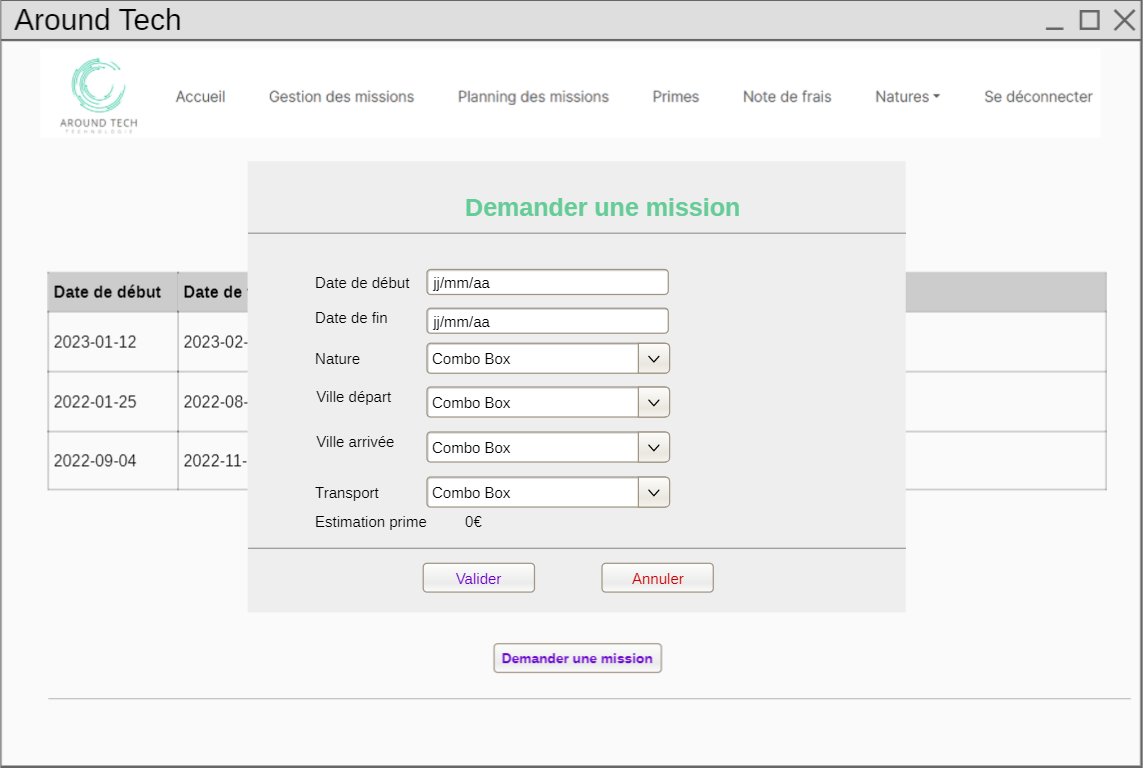 Around Tech
AROUND TECH
TECHNOLOGIE
Accueil
Gestion des missions
Planning des missions
Primes
Note de frais
Natures
Se déconnecter
Demander une mission
Date de début
jj/mm/aa
Date de fin
jj/mm/aa
Nature
Combo Box
Ville départ
Combo Box
Ville arrivée
Combo Box
Transport
Combo Box
Estimation prime
0€
Valider
Annuler
Date de début
Date de
2023-01-12
2023-02-
2022-01-25
2022-08-
2022-09-04
2022-11-
Demander une mission